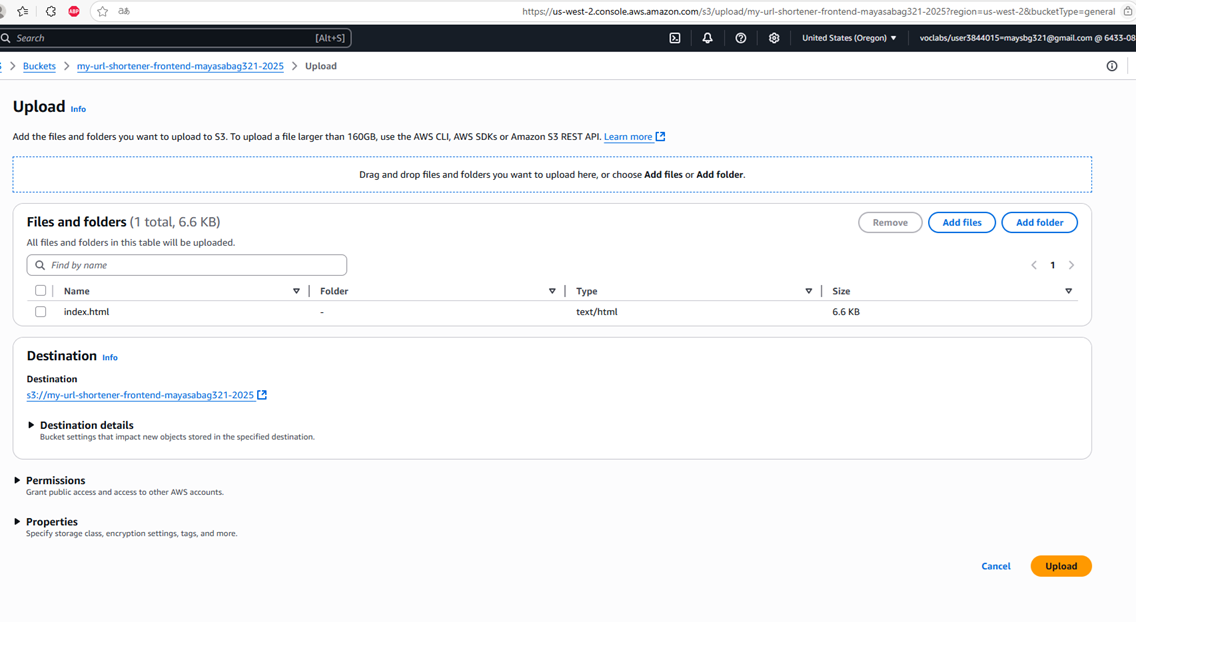 https://us-west-2.console.aws.amazon.com/s3/upload/my-url-shortener-frontend-mayasabag321-2025?region=us-west-2&bucketType=general
Search [Alt+S] United States (Oregon) ▼ voclabs/user3844015=maysbg321@gmail.com @ 6433-08
Buckets > my-url-shortener-frontend-mayasabag321-2025 > Upload
Upload Info
Add the files and folders you want to upload to S3. To upload a file larger than 160GB, use the AWS CLI, AWS SDKs or Amazon S3 REST API. Learn more
Drag and drop files and folders you want to upload here, or choose Add files or Add folder.
Files and folders (1 total, 6.6 KB) Remove Add files Add folder
All files and folders in this table will be uploaded.
Find by name 1
Name Folder Type Size
index.html - text/html 6.6 KB
Destination Info
Destination
s3://my-url-shortener-frontend-mayasabag321-2025
Destination details
Bucket settings that impact new objects stored in the specified destination.
Permissions
Grant public access and access to other AWS accounts.
Properties
Specify storage class, encryption settings, tags, and more.
Cancel Upload